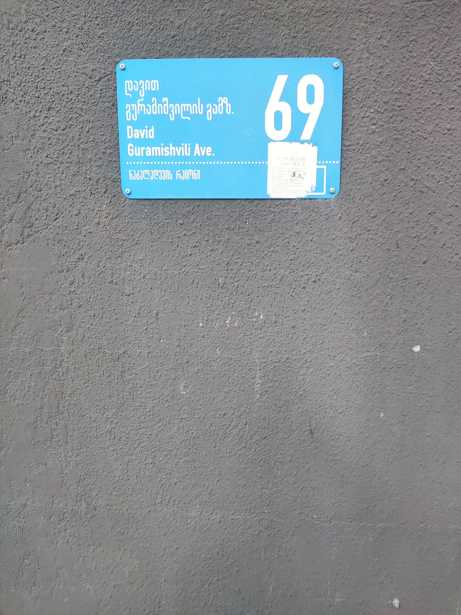 დავით
გურამიშვილის გამზ.
69
David
Guramishvili Ave.
ნაძალადევის რაიონი